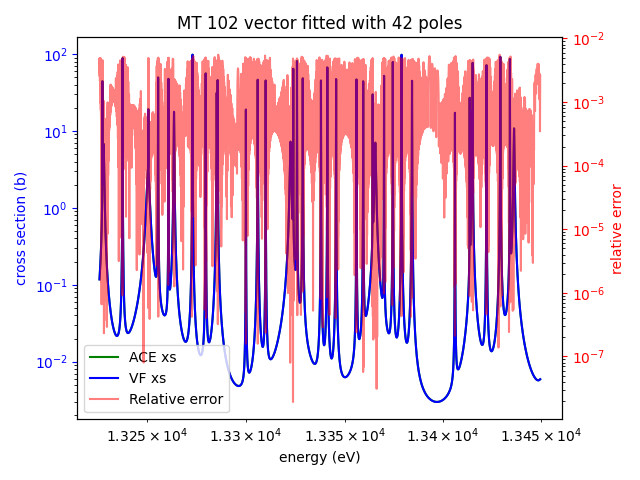 MT 102 vector fitted with 42 poles
10²
10¹
10⁰
10⁻¹
10⁻²
cross section (b)
10⁻²
10⁻³
10⁻⁴
10⁻⁵
10⁻⁶
10⁻⁷
relative error
ACE xs
VF xs
Relative error
1.325 × 10⁴ 1.33 × 10⁴ 1.335 × 10⁴ 1.34 × 10⁴ 1.345 × 10⁴
energy (eV)